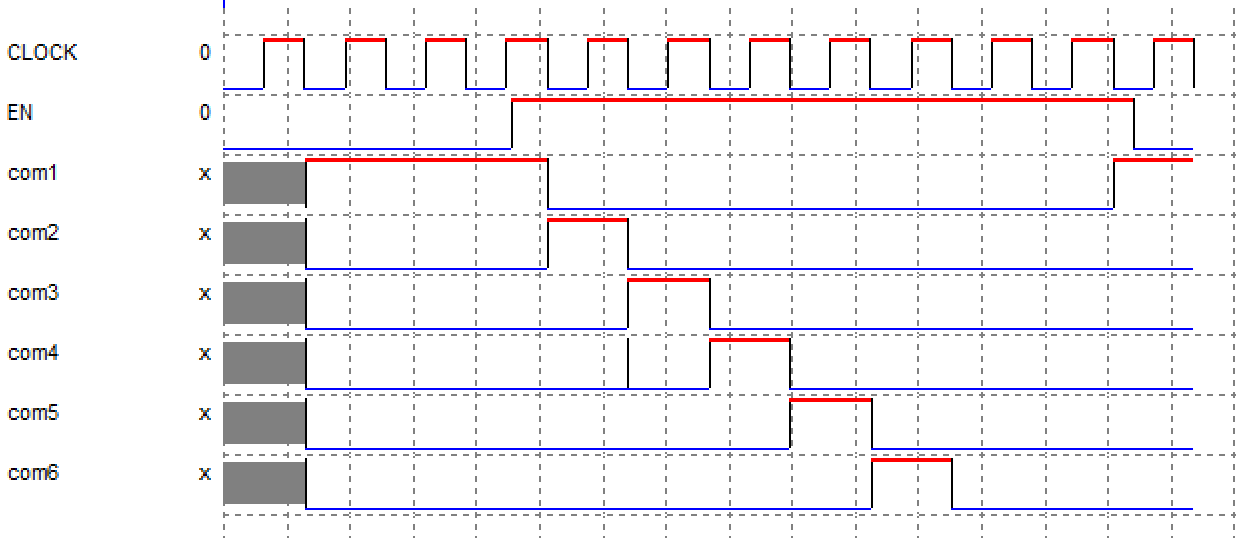 CLOCK 0
EN 0
com1 x
com2 x
com3 x
com4 x
com5 x
com6 x